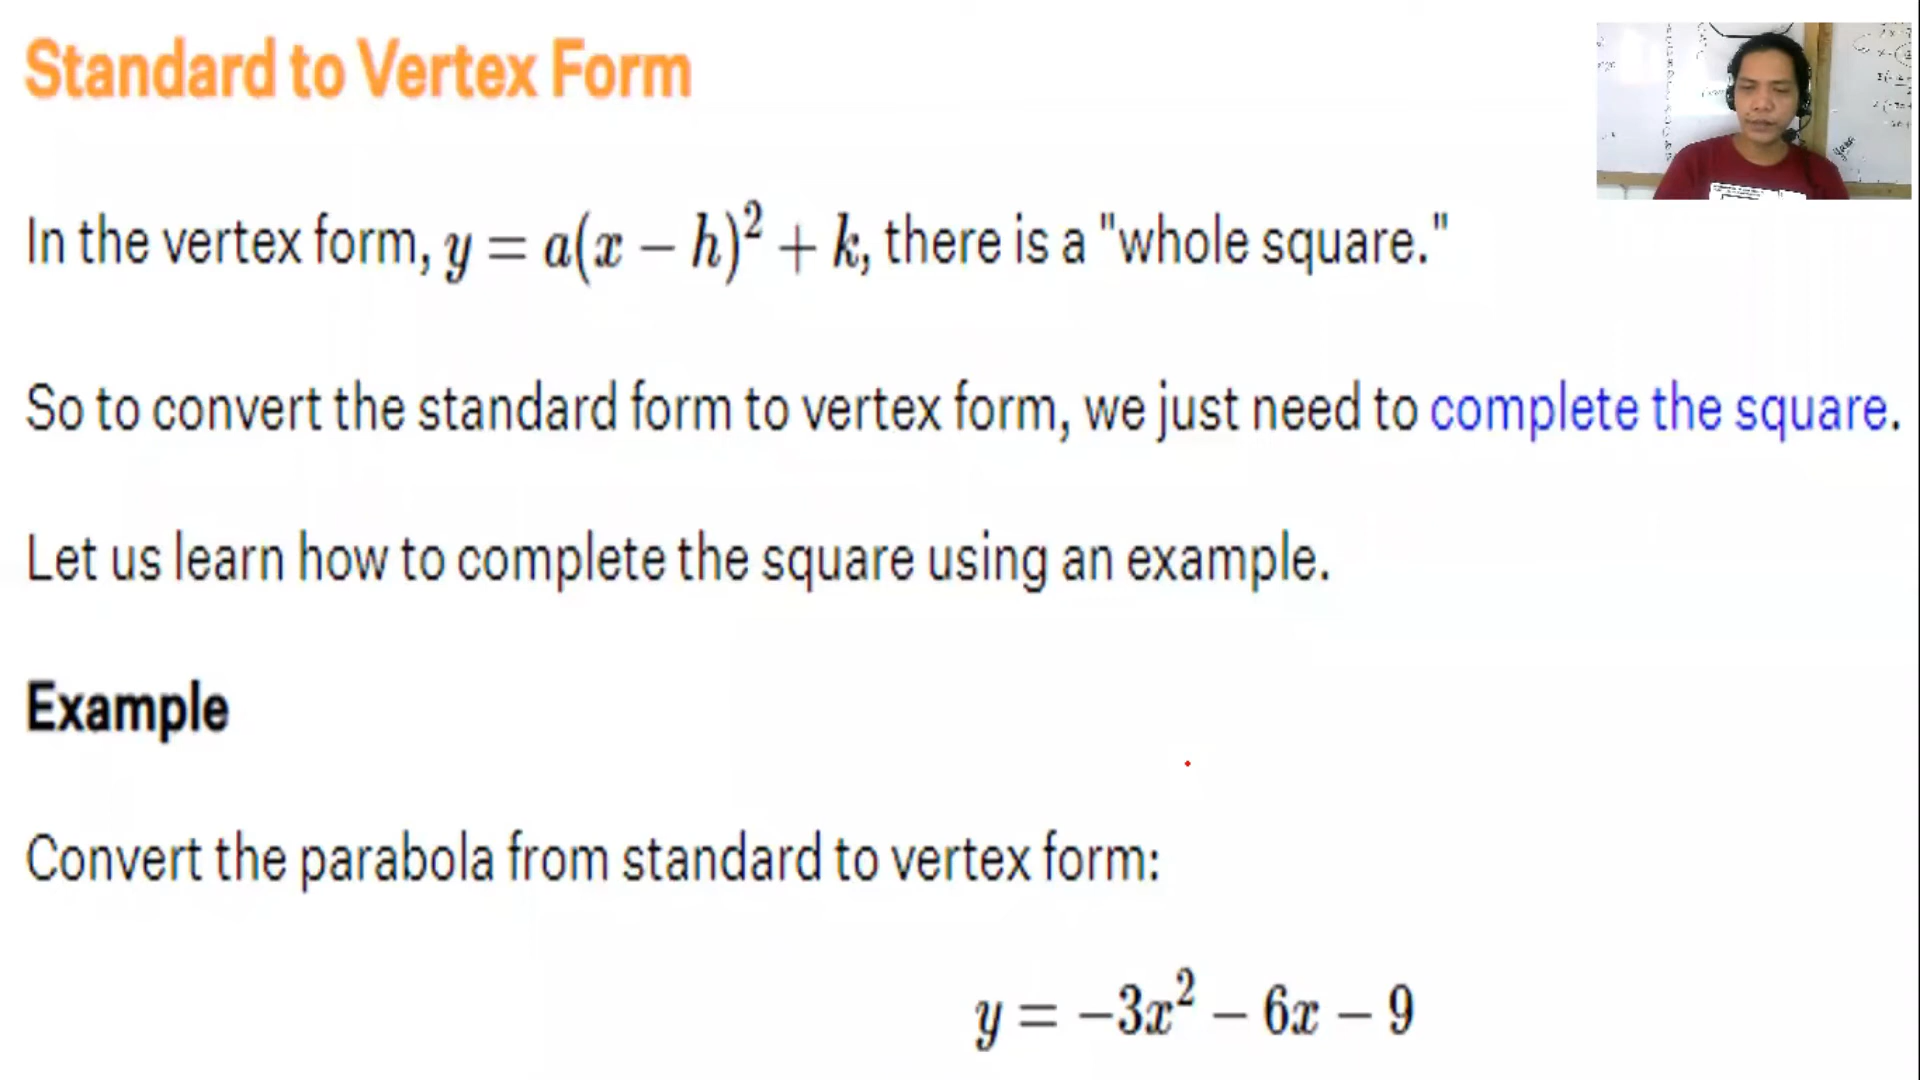 Standard to Vertex Form
In the vertex form, y = a(x − h)² + k, there is a "whole square."
So to convert the standard form to vertex form, we just need to complete the square.
Let us learn how to complete the square using an example.
Example
Convert the parabola from standard to vertex form:
y = −3x² − 6x − 9